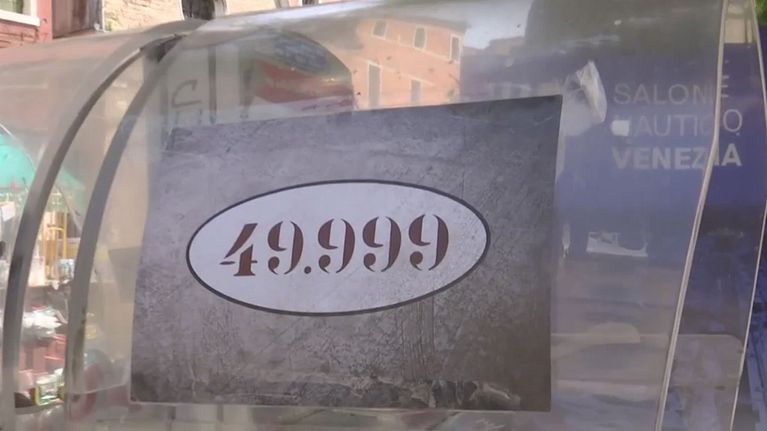 49.999
SALONE
NAUTICO
VENEZIA